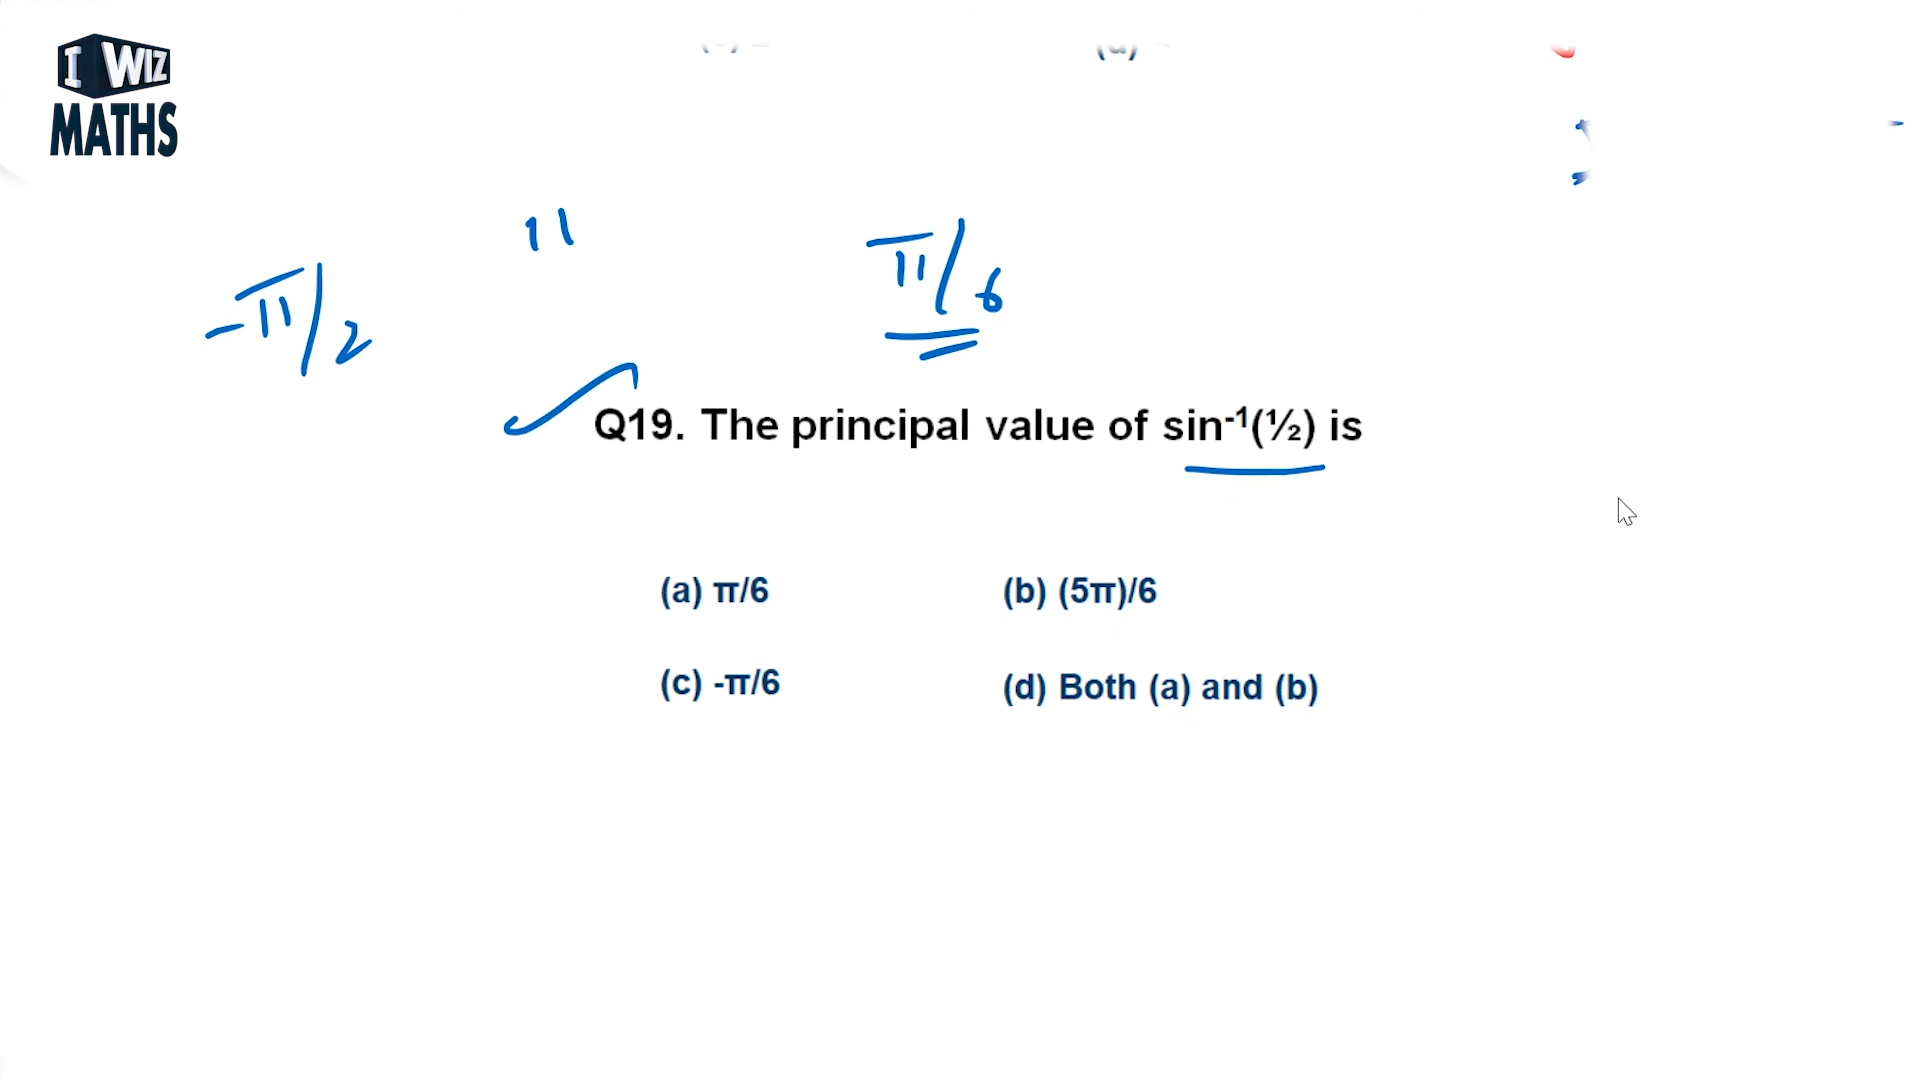 I WIZ
MATHS
π/6
-π/2
Q19. The principal value of sin⁻¹(½) is
(a) π/6 (b) (5π)/6
(c) -π/6 (d) Both (a) and (b)